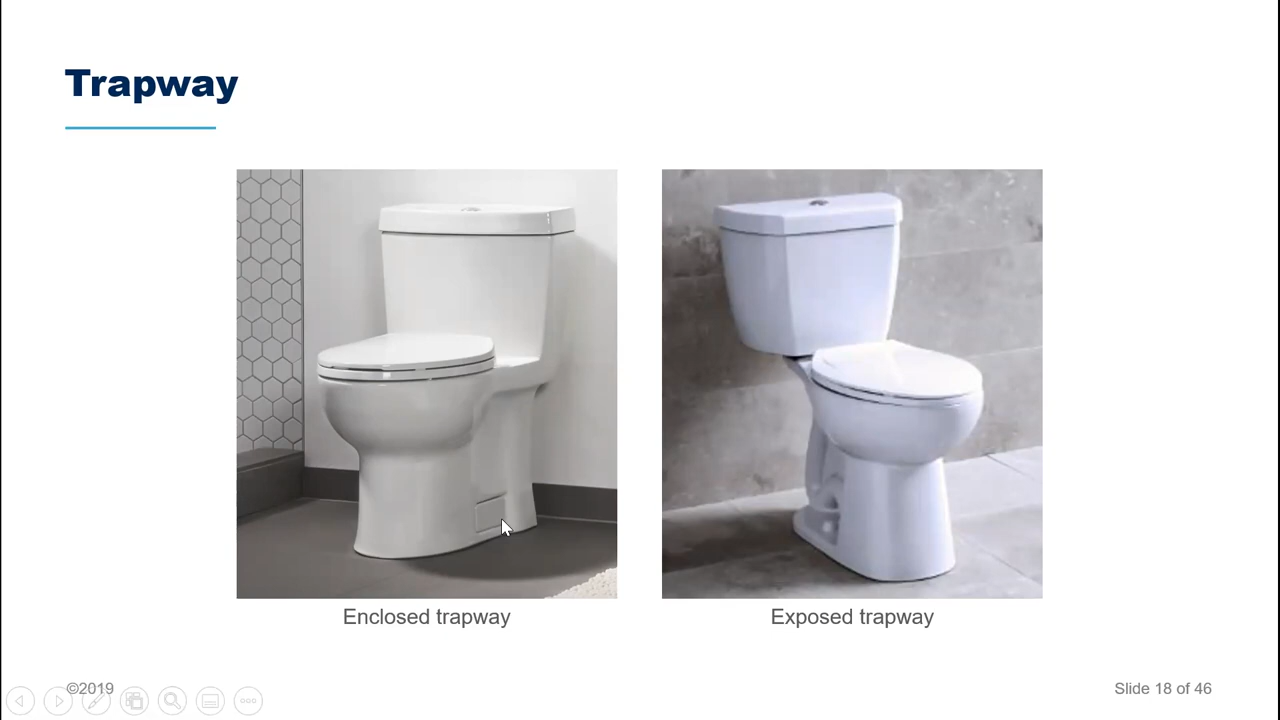 Trapway
Enclosed trapway
Exposed trapway
©2019
Slide 18 of 46